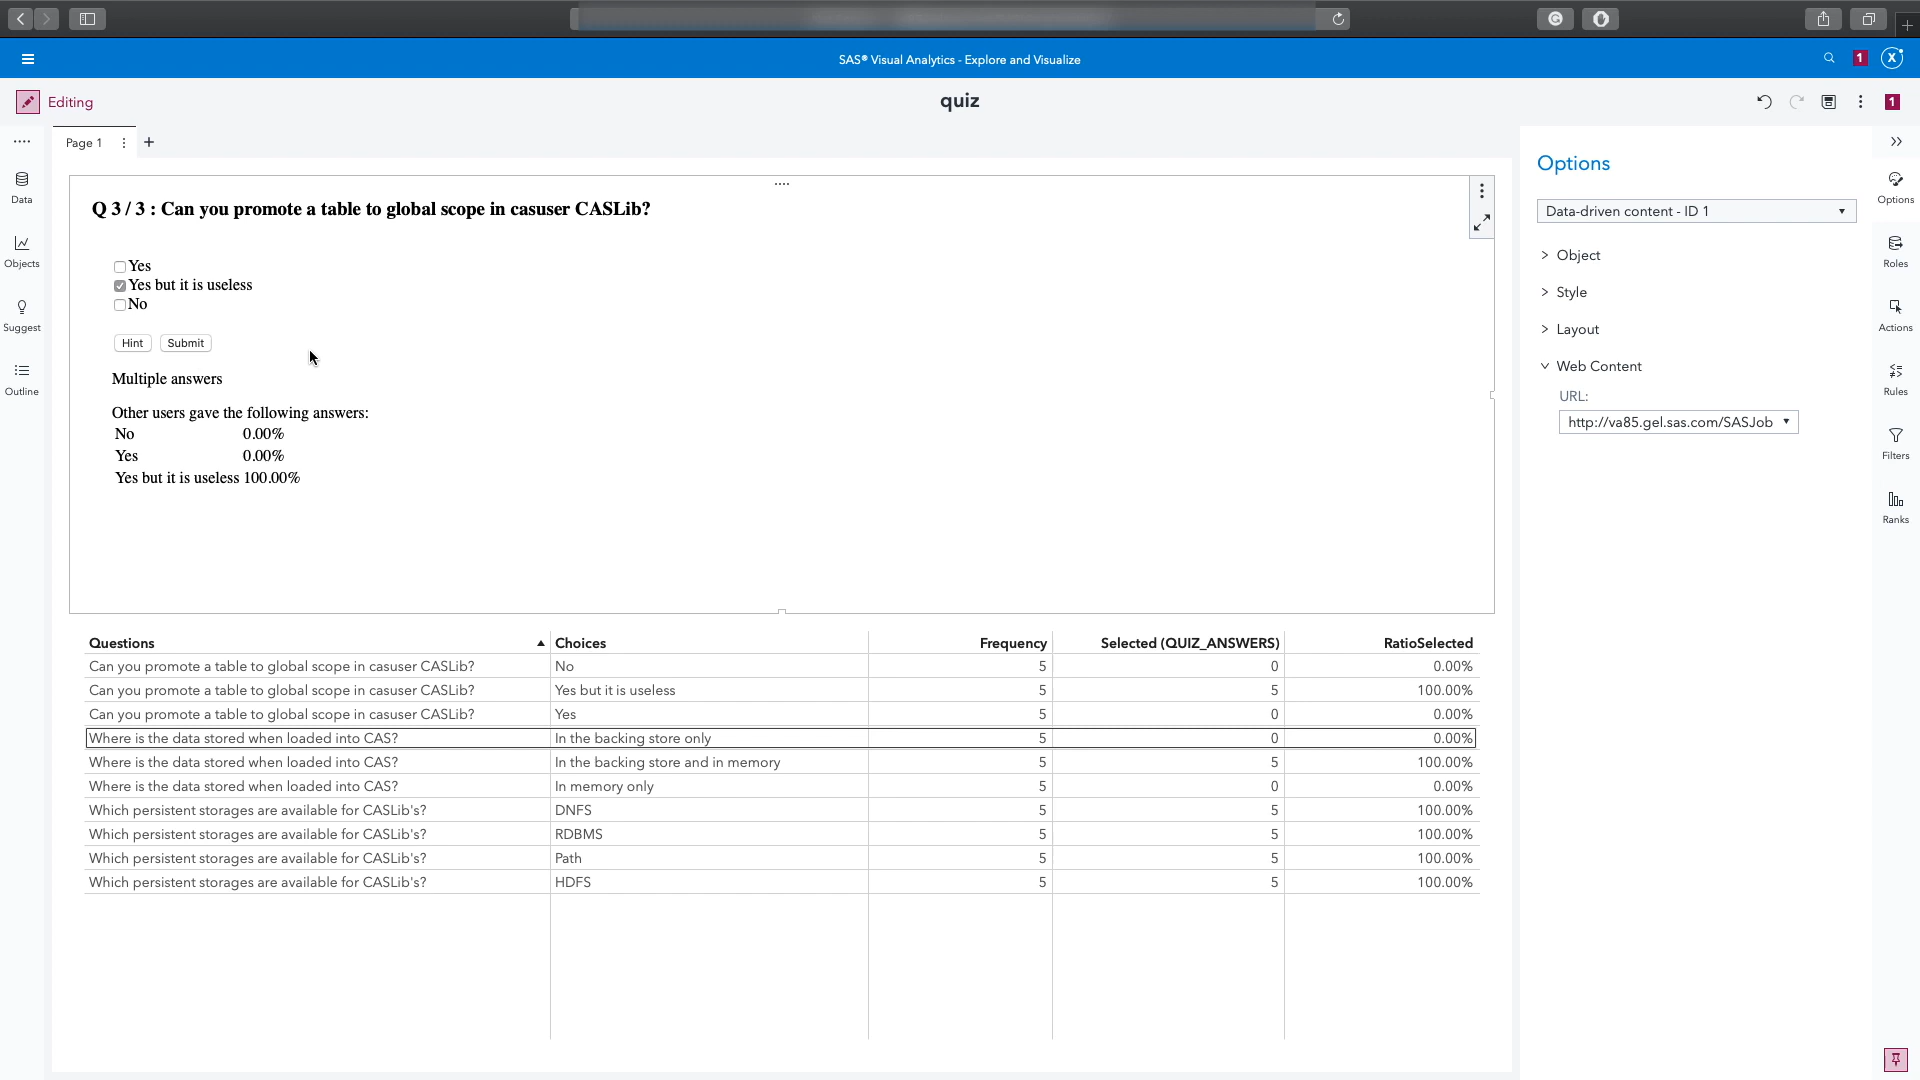 SAS® Visual Analytics - Explore and Visualize
1
X
Editing
quiz
1
Page 1
Data
Objects
Suggest
Outline
Q 3 / 3 : Can you promote a table to global scope in casuser CASLib?
Yes
Yes but it is useless
No
Hint Submit
Multiple answers
Other users gave the following answers:
No 0.00%
Yes 0.00%
Yes but it is useless 100.00%
Questions Choices Frequency Selected (QUIZ_ANSWERS) RatioSelected
Can you promote a table to global scope in casuser CASLib? No 5 0 0.00%
Can you promote a table to global scope in casuser CASLib? Yes but it is useless 5 5 100.00%
Can you promote a table to global scope in casuser CASLib? Yes 5 0 0.00%
Where is the data stored when loaded into CAS? In the backing store only 5 0 0.00%
Where is the data stored when loaded into CAS? In the backing store and in memory 5 5 100.00%
Where is the data stored when loaded into CAS? In memory only 5 0 0.00%
Which persistent storages are available for CASLib's? DNFS 5 5 100.00%
Which persistent storages are available for CASLib's? RDBMS 5 5 100.00%
Which persistent storages are available for CASLib's? Path 5 5 100.00%
Which persistent storages are available for CASLib's? HDFS 5 5 100.00%
Options
Data-driven content - ID 1
Object
Style
Layout
Web Content
URL:
http://va85.gel.sas.com/SASJob
Options
Roles
Actions
Rules
Filters
Ranks